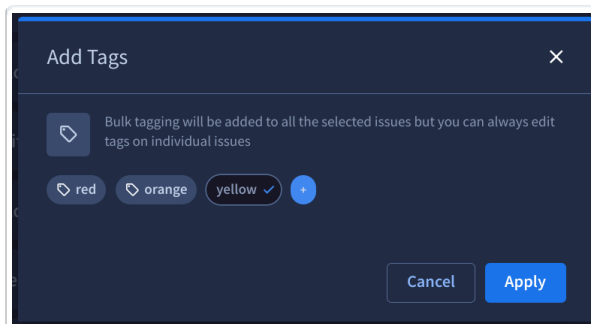 Add Tags
Bulk tagging will be added to all the selected issues but you can always edit
tags on individual issues
red orange yellow +
Cancel Apply